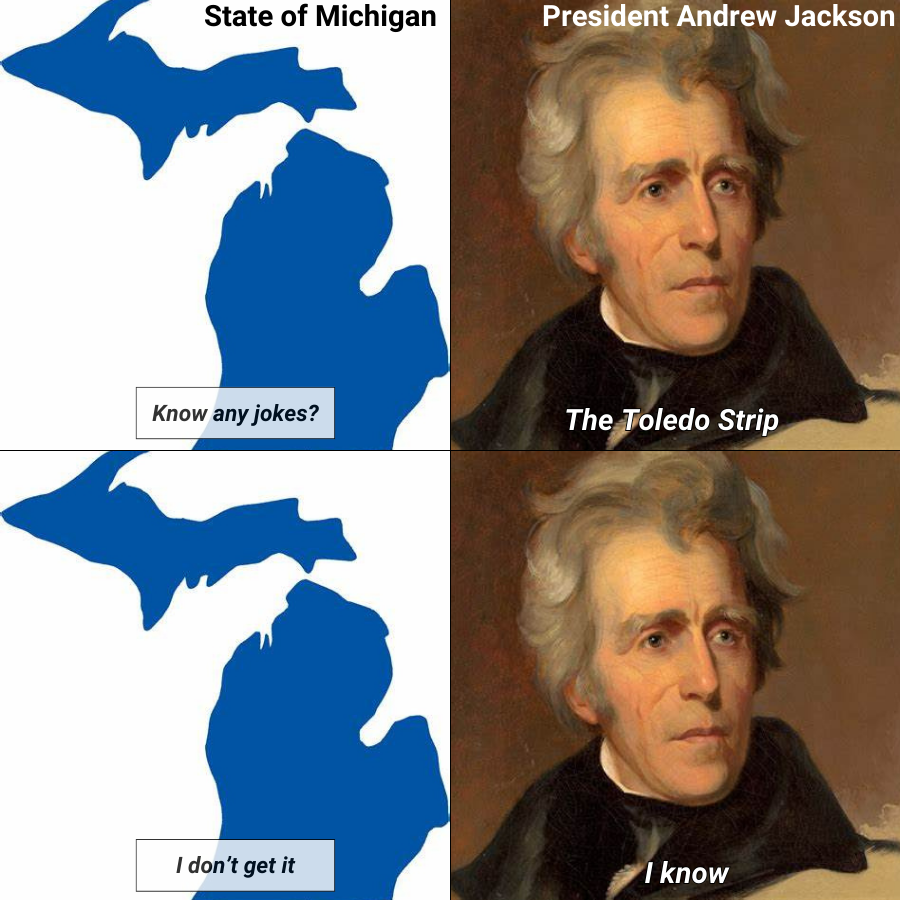 State of Michigan
President Andrew Jackson
Know any jokes?
The Toledo Strip
I don't get it
I know